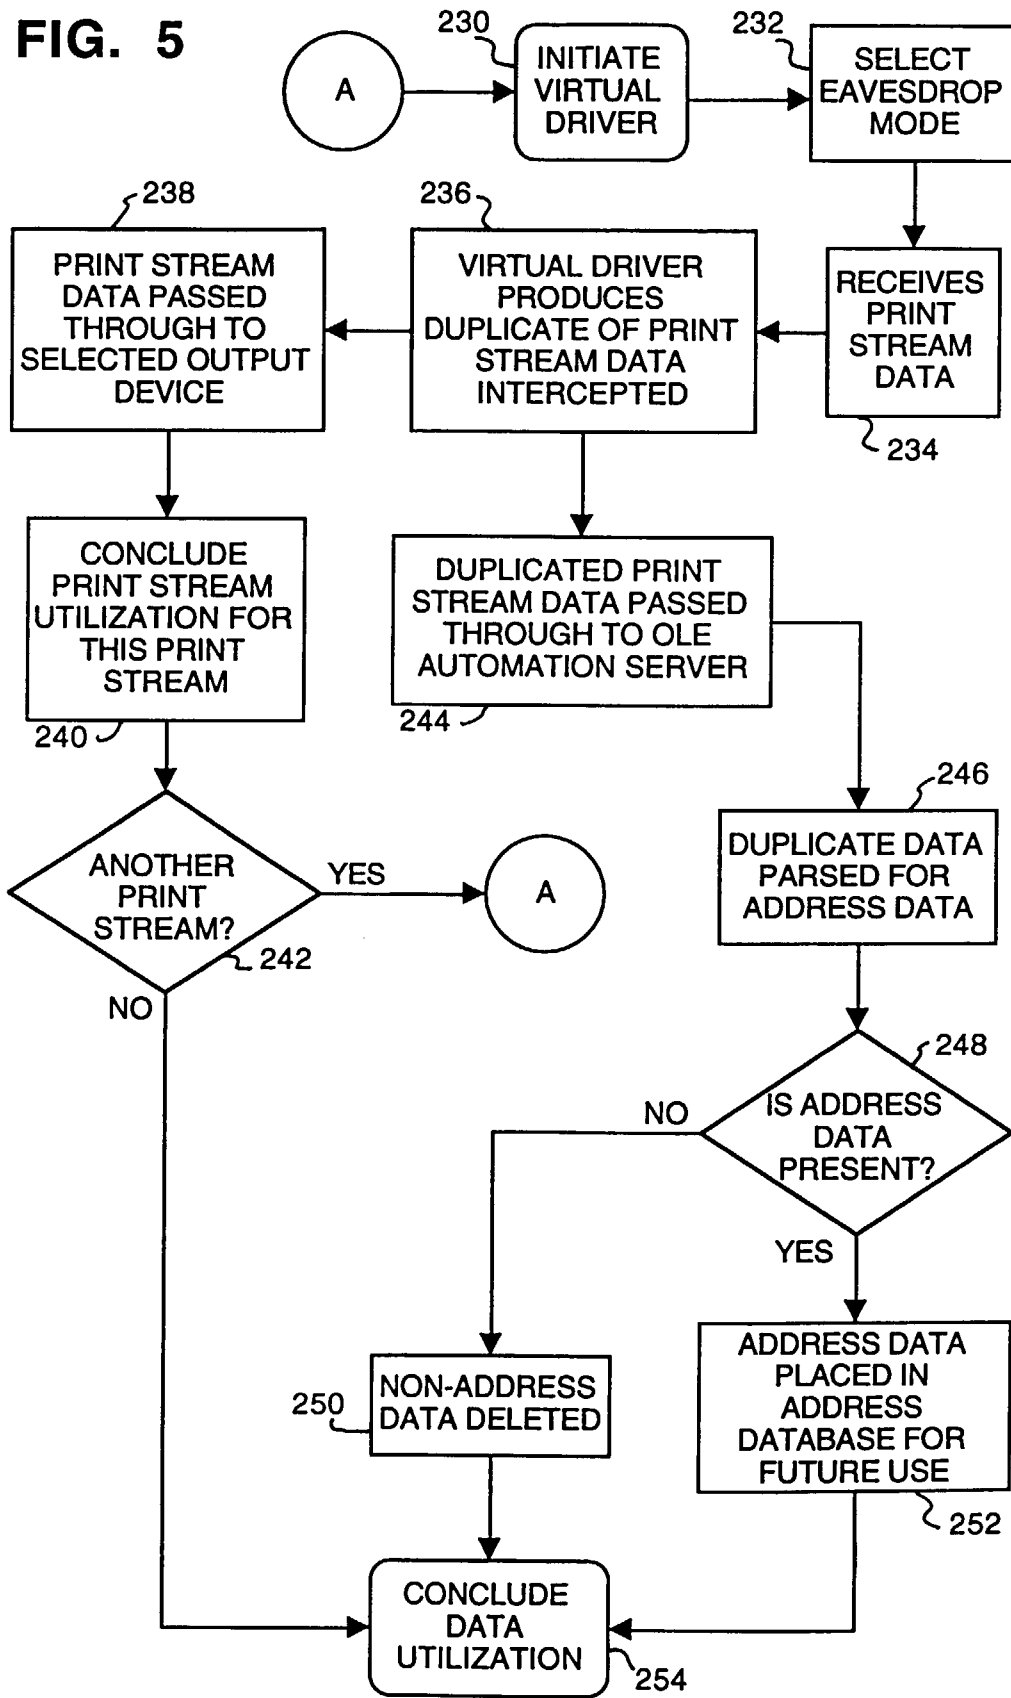 FIG. 5
A
230
INITIATE
VIRTUAL
DRIVER
232
SELECT
EAVESDROP
MODE
238
PRINT STREAM
DATA PASSED
THROUGH TO
SELECTED OUTPUT
DEVICE
236
VIRTUAL DRIVER
PRODUCES
DUPLICATE OF PRINT
STREAM DATA
INTERCEPTED
RECEIVES
PRINT
STREAM
DATA
234
CONCLUDE
PRINT STREAM
UTILIZATION FOR
THIS PRINT
STREAM
240
DUPLICATED PRINT
STREAM DATA PASSED
THROUGH TO OLE
AUTOMATION SERVER
244
246
DUPLICATE DATA
PARSED FOR
ADDRESS DATA
ANOTHER
PRINT
STREAM?
YES
A
242
NO
248
IS ADDRESS
DATA
PRESENT?
NO
YES
250
NON-ADDRESS
DATA DELETED
ADDRESS DATA
PLACED IN
ADDRESS
DATABASE FOR
FUTURE USE
252
CONCLUDE
DATA
UTILIZATION
254